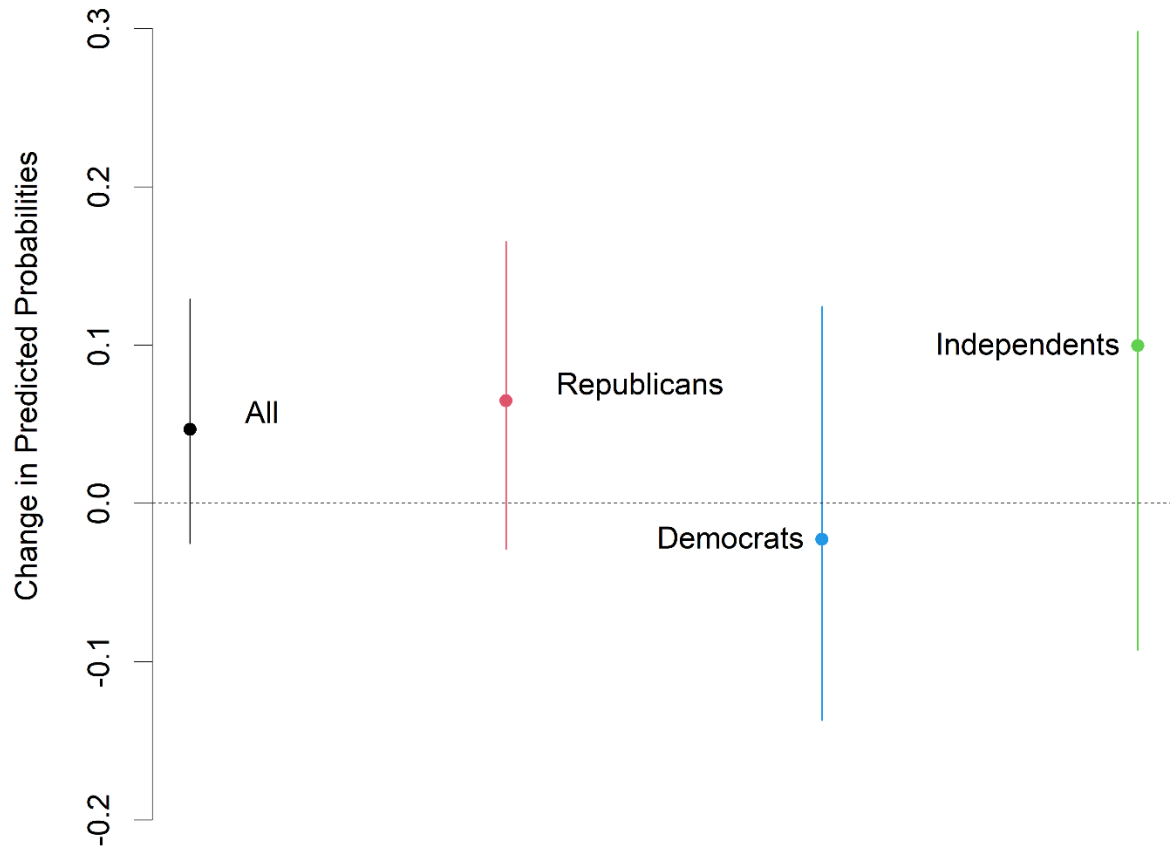 Change in Predicted Probabilities
0.3
0.2
0.1
0.0
-0.1
-0.2
All
Republicans
Democrats
Independents